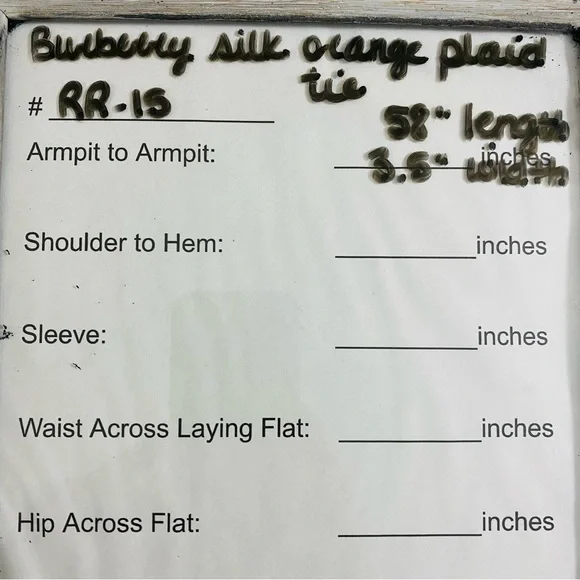 Burberry silk orange plaid
tie
# RR-15
58" length
Armpit to Armpit: inches
3.5" width
Shoulder to Hem: inches
Sleeve: inches
Waist Across Laying Flat: inches
Hip Across Flat: inches